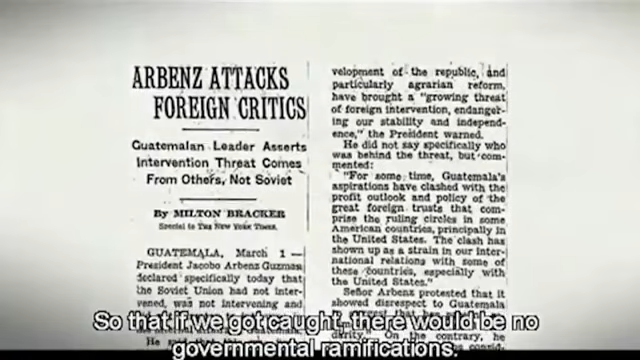 ARBENZ ATTACKS
FOREIGN CRITICS
Guatemalan Leader Asserts
Intervention Threat Comes
From Others, Not Soviet
By MILTON BRACKER
Special to THE NEW YORK TIMES.
GUATEMALA, March 1 —
President Jacobo Arbenz Guzman
declared specifically today that
the Soviet Union had not inter-
vened, was not intervening and
velopment of the republic, and
particularly agrarian reform,
have brought a "growing threat
of foreign intervention, endanger-
ing our stability and independ-
ence," the President warned.
He did not say specifically who
was behind the threat, but com-
mented:
"For some time, Guatemala's
aspirations have clashed with the
profit outlook and policy of the
great foreign trusts that com-
prise the ruling circles in some
American countries, principally in
the United States. The clash has
shown up as a strain in our inter-
national relations with some of
these countries, especially with
the United States."
Señor Arbenz protested that it
showed disrespect to Guatemala
On the contrary, he
So that if we got caught, there would be no
governmental ramifications.